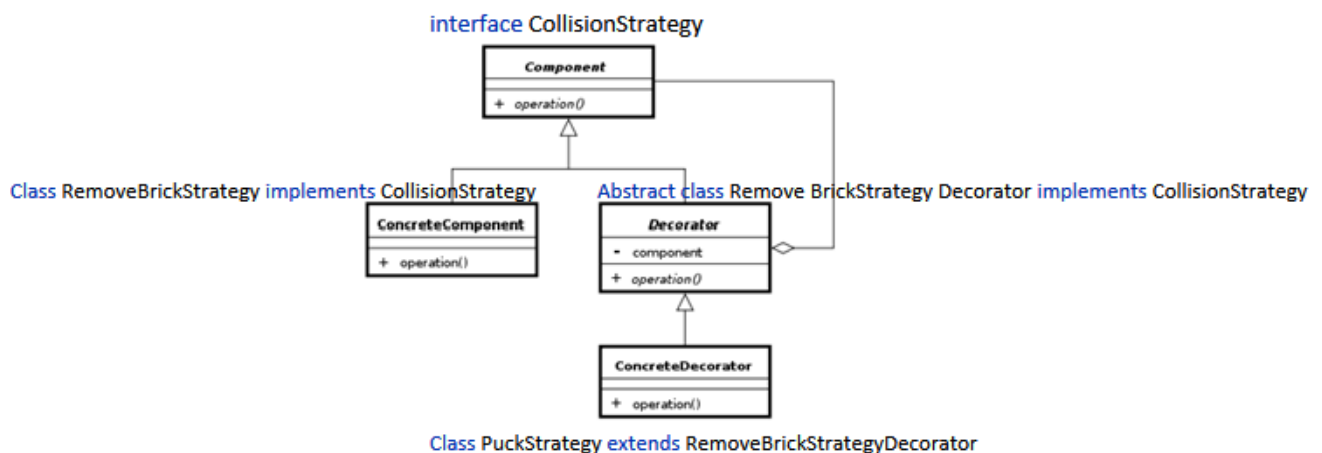 interface CollisionStrategy
Component
+ operation()
Class RemoveBrickStrategy implements CollisionStrategy
Abstract class Remove BrickStrategy Decorator implements CollisionStrategy
ConcreteComponent
+ operation()
Decorator
- component
+ operation()
ConcreteDecorator
+ operation()
Class PuckStrategy extends RemoveBrickStrategyDecorator